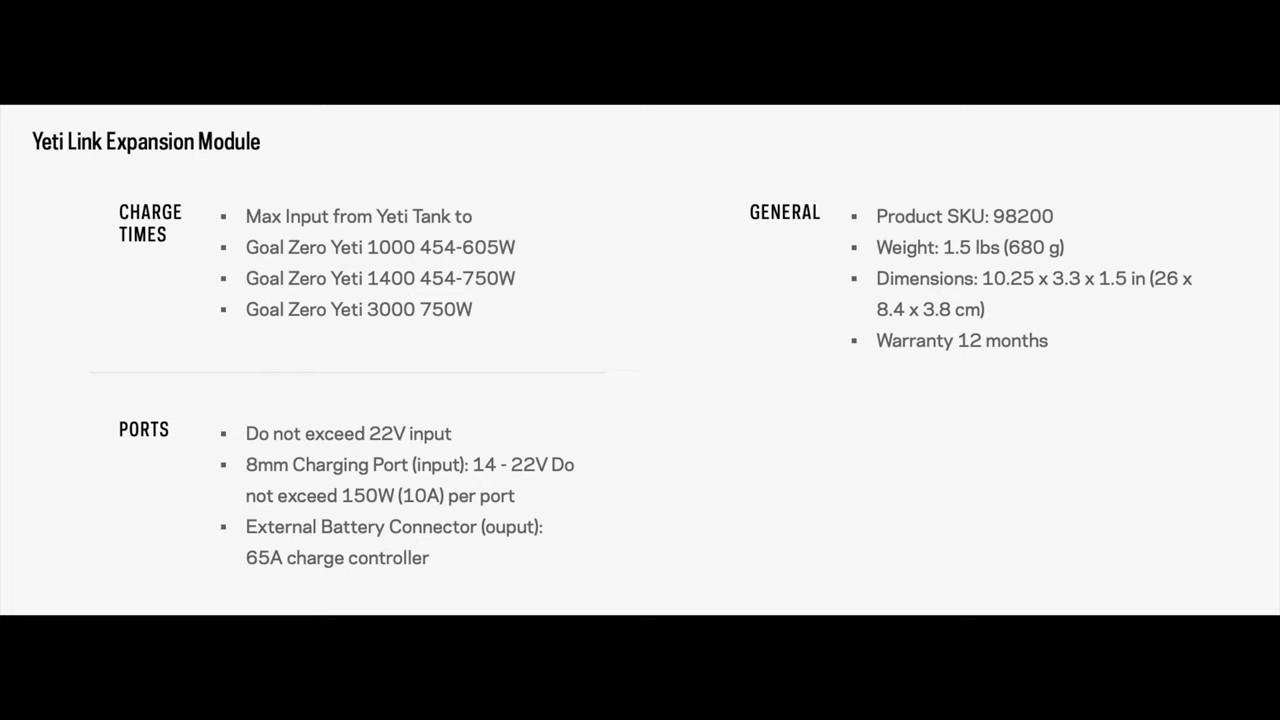 Yeti Link Expansion Module
CHARGE
TIMES
▪ Max Input from Yeti Tank to
▪ Goal Zero Yeti 1000 454-605W
▪ Goal Zero Yeti 1400 454-750W
▪ Goal Zero Yeti 3000 750W
PORTS
▪ Do not exceed 22V input
▪ 8mm Charging Port (input): 14 - 22V Do
not exceed 150W (10A) per port
▪ External Battery Connector (ouput):
65A charge controller
GENERAL
▪ Product SKU: 98200
▪ Weight: 1.5 lbs (680 g)
▪ Dimensions: 10.25 x 3.3 x 1.5 in (26 x
8.4 x 3.8 cm)
▪ Warranty 12 months